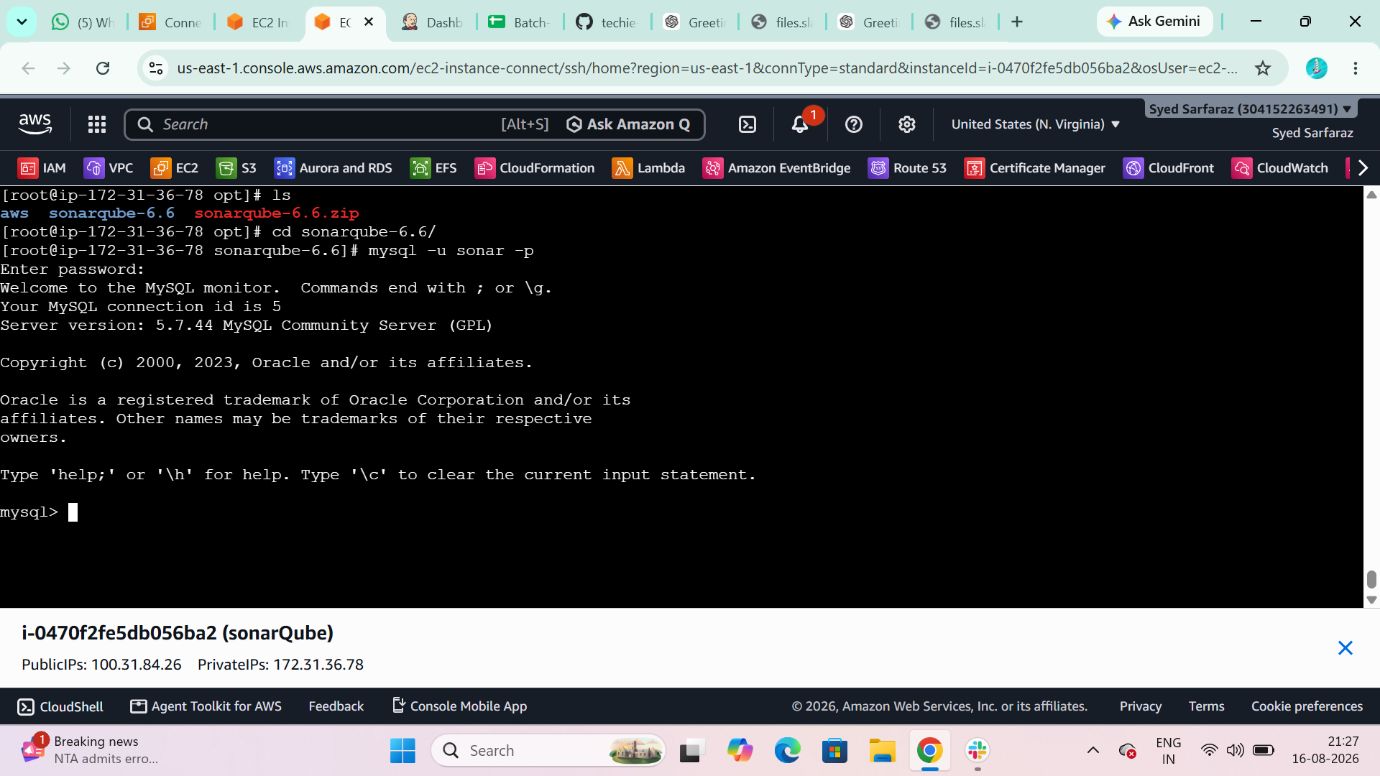 (5) Wh
Conne
EC2 In
EC
Dashb
Batch-
techie
Greeti
files.sl
Greeti
files.sl
Ask Gemini
us-east-1.console.aws.amazon.com/ec2-instance-connect/ssh/home?region=us-east-1&connType=standard&instanceId=i-0470f2fe5db056ba2&osUser=ec2-...
aws
Search [Alt+S] Ask Amazon Q
1
United States (N. Virginia)
Syed Sarfaraz (304152263491)
Syed Sarfaraz
IAM VPC EC2 S3 Aurora and RDS EFS CloudFormation Lambda Amazon EventBridge Route 53 Certificate Manager CloudFront CloudWatch
[root@ip-172-31-36-78 opt]# ls
aws sonarqube-6.6 sonarqube-6.6.zip
[root@ip-172-31-36-78 opt]# cd sonarqube-6.6/
[root@ip-172-31-36-78 sonarqube-6.6]# mysql -u sonar -p
Enter password:
Welcome to the MySQL monitor. Commands end with ; or \g.
Your MySQL connection id is 5
Server version: 5.7.44 MySQL Community Server (GPL)
Copyright (c) 2000, 2023, Oracle and/or its affiliates.
Oracle is a registered trademark of Oracle Corporation and/or its
affiliates. Other names may be trademarks of their respective
owners.
Type 'help;' or '\h' for help. Type '\c' to clear the current input statement.
mysql>
i-0470f2fe5db056ba2 (sonarQube)
PublicIPs: 100.31.84.26 PrivateIPs: 172.31.36.78
CloudShell Agent Toolkit for AWS Feedback Console Mobile App © 2026, Amazon Web Services, Inc. or its affiliates. Privacy Terms Cookie preferences
1
Breaking news
NTA admits erro...
Search
ENG
IN
21:27
16-08-2026